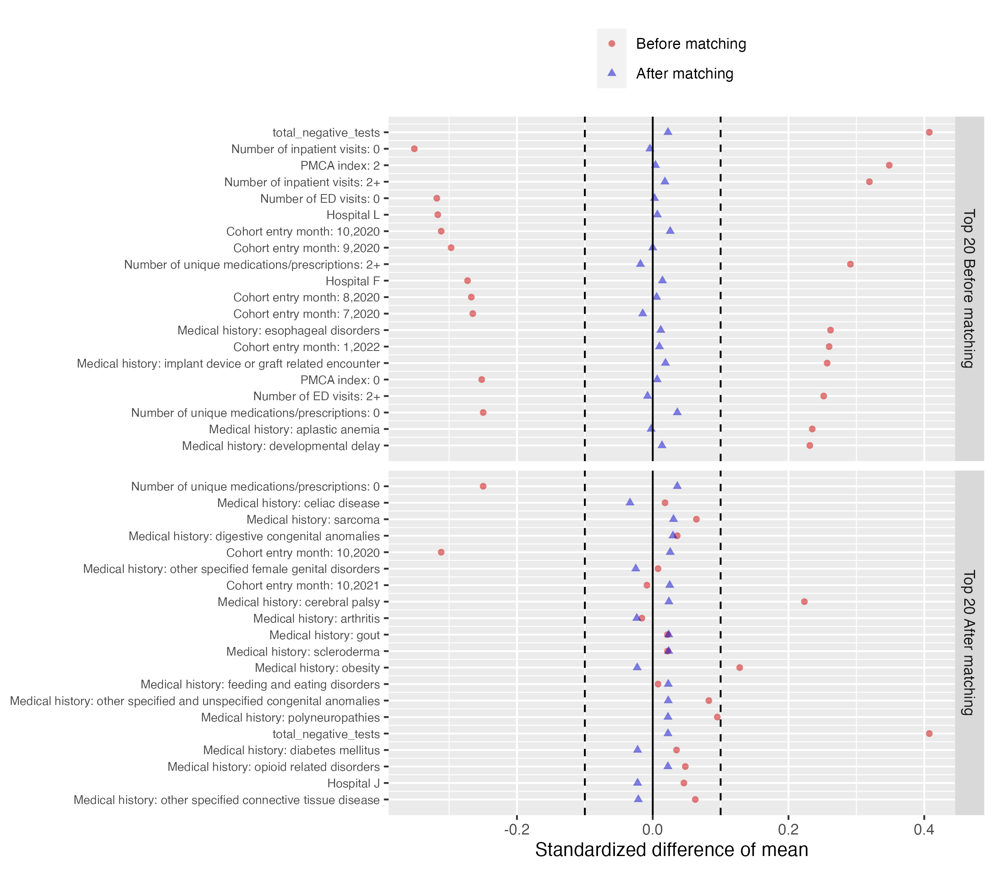 Before matching
After matching
total_negative_tests
Number of inpatient visits: 0
PMCA index: 2
Number of inpatient visits: 2+
Number of ED visits: 0
Hospital L
Cohort entry month: 10,2020
Cohort entry month: 9,2020
Number of unique medications/prescriptions: 2+
Hospital F
Cohort entry month: 8,2020
Cohort entry month: 7,2020
Medical history: esophageal disorders
Cohort entry month: 1,2022
Medical history: implant device or graft related encounter
PMCA index: 0
Number of ED visits: 2+
Number of unique medications/prescriptions: 0
Medical history: aplastic anemia
Medical history: developmental delay
Top 20 Before matching
Number of unique medications/prescriptions: 0
Medical history: celiac disease
Medical history: sarcoma
Medical history: digestive congenital anomalies
Cohort entry month: 10,2020
Medical history: other specified female genital disorders
Cohort entry month: 10,2021
Medical history: cerebral palsy
Medical history: arthritis
Medical history: gout
Medical history: scleroderma
Medical history: obesity
Medical history: feeding and eating disorders
Medical history: other specified and unspecified congenital anomalies
Medical history: polyneuropathies
total_negative_tests
Medical history: diabetes mellitus
Medical history: opioid related disorders
Hospital J
Medical history: other specified connective tissue disease
Top 20 After matching
-0.2 0.0 0.2 0.4
Standardized difference of mean